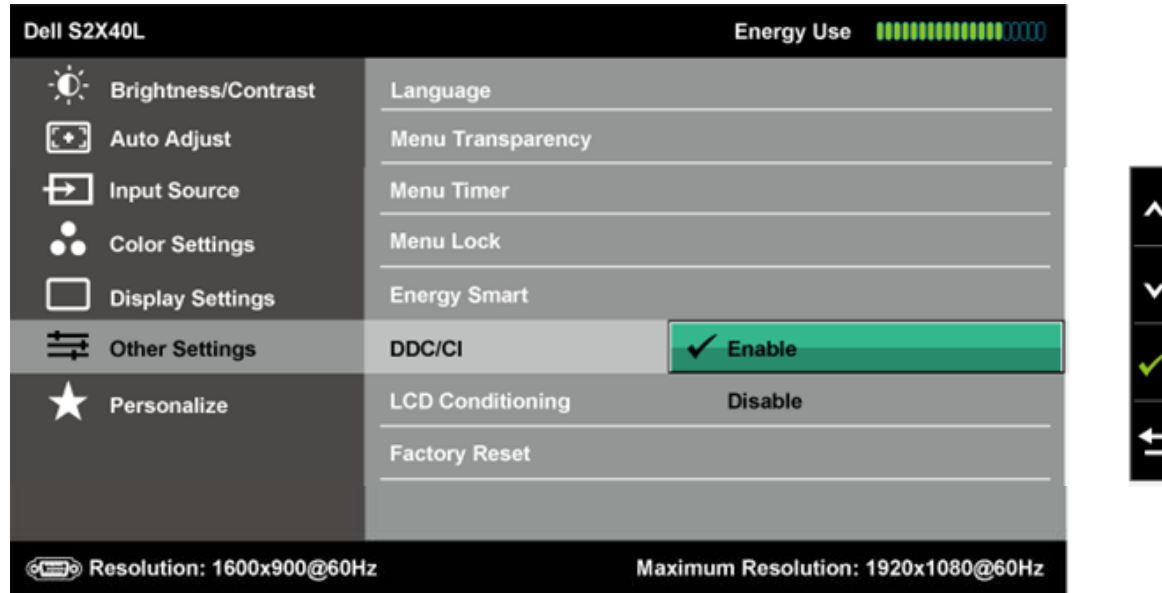 Dell S2X40L Energy Use
Brightness/Contrast
Auto Adjust
Input Source
Color Settings
Display Settings
Other Settings
Personalize
Language
Menu Transparency
Menu Timer
Menu Lock
Energy Smart
DDC/CI
LCD Conditioning
Factory Reset
Enable
Disable
Resolution: 1600x900@60Hz Maximum Resolution: 1920x1080@60Hz